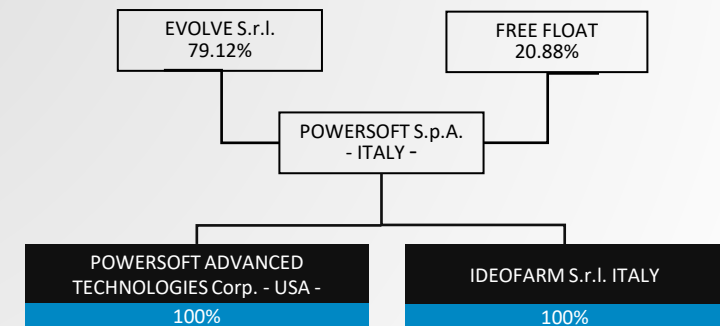 EVOLVE S.r.l.
79.12%
FREE FLOAT
20.88%
POWERSOFT S.p.A.
- ITALY -
POWERSOFT ADVANCED
TECHNOLOGIES Corp. - USA -
100%
IDEOFARM S.r.l. ITALY
100%